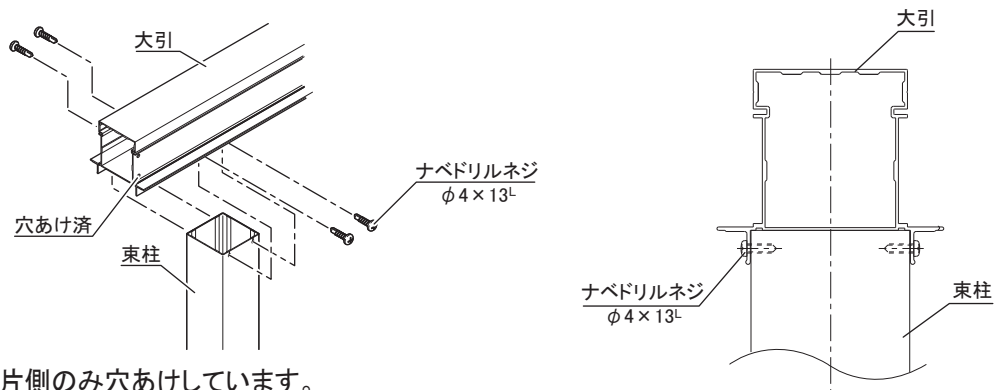 大引
ナベドリルネジ
φ4×13L
穴あけ済
束柱
片側のみ穴あけしています。
大引
ナベドリルネジ
φ4×13L
束柱